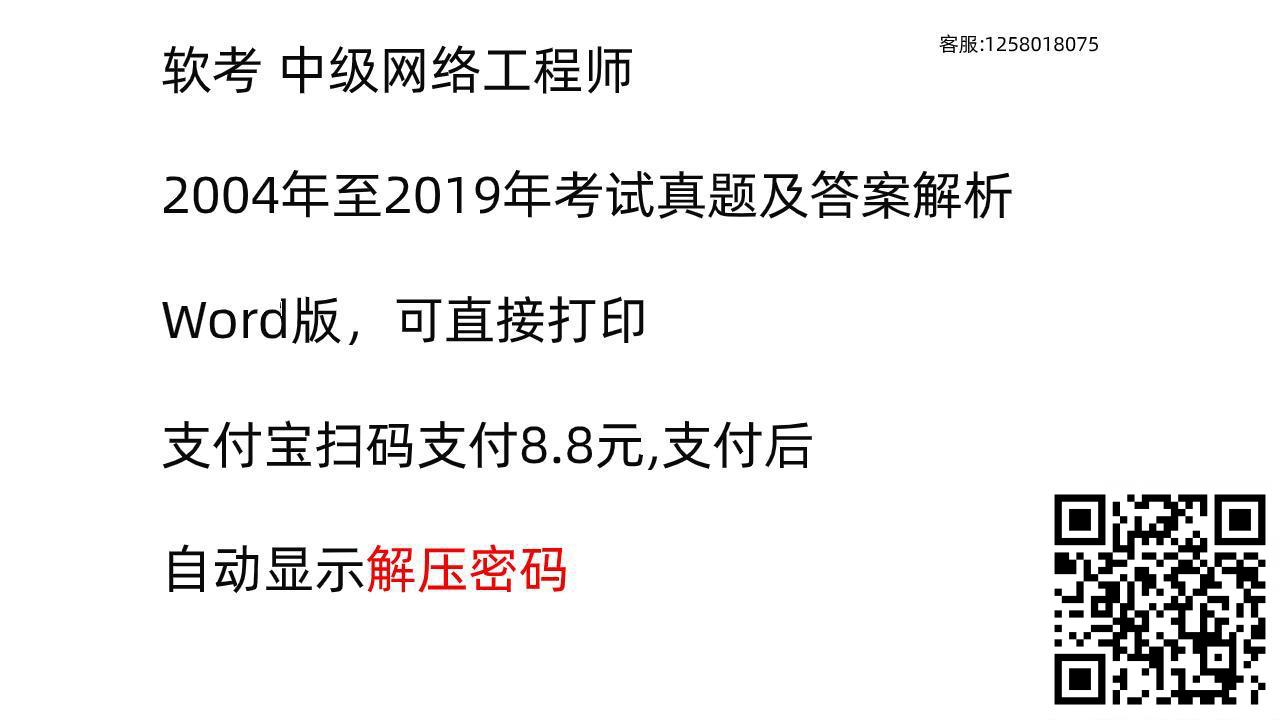 客服:1258018075
软考 中级网络工程师
2004年至2019年考试真题及答案解析
Word版，可直接打印
支付宝扫码支付8.8元,支付后
自动显示解压密码